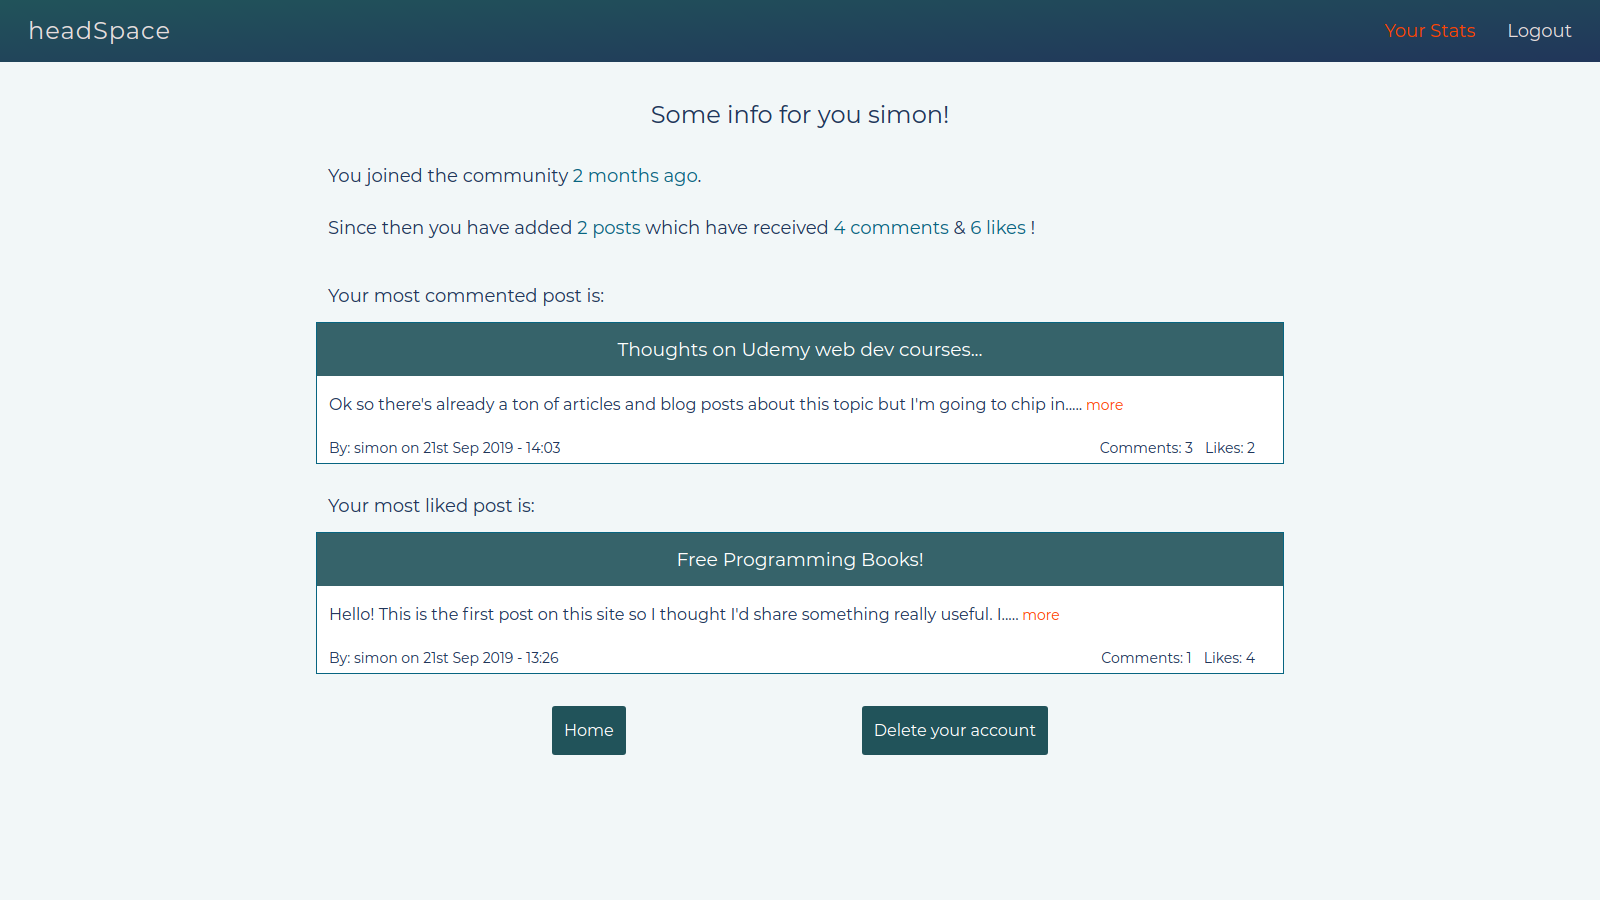 headSpace
Your Stats Logout
Some info for you simon!
You joined the community 2 months ago.
Since then you have added 2 posts which have received 4 comments & 6 likes !
Your most commented post is:
Thoughts on Udemy web dev courses...
Ok so there's already a ton of articles and blog posts about this topic but I'm going to chip in..... more
By: simon on 21st Sep 2019 - 14:03 Comments: 3 Likes: 2
Your most liked post is:
Free Programming Books!
Hello! This is the first post on this site so I thought I'd share something really useful. I..... more
By: simon on 21st Sep 2019 - 13:26 Comments: 1 Likes: 4
Home Delete your account